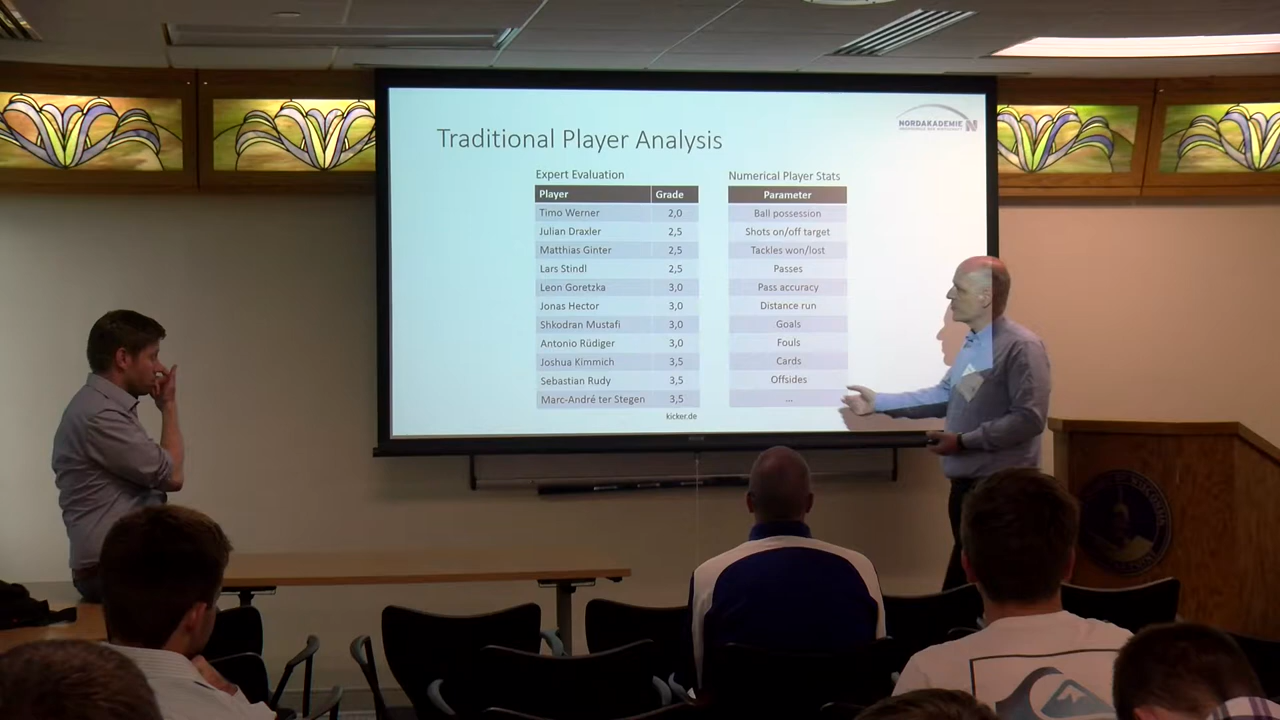 NORDAKADEMIE
HOCHSCHULE DER WIRTSCHAFT
Traditional Player Analysis
Expert Evaluation
Player Grade
Timo Werner 2,0
Julian Draxler 2,5
Matthias Ginter 2,5
Lars Stindl 2,5
Leon Goretzka 3,0
Jonas Hector 3,0
Shkodran Mustafi 3,0
Antonio Rüdiger 3,0
Joshua Kimmich 3,5
Sebastian Rudy 3,5
Marc-André ter Stegen 3,5
kicker.de
Numerical Player Stats
Parameter
Ball possession
Shots on/off target
Tackles won/lost
Passes
Pass accuracy
Distance run
Goals
Fouls
Cards
Offsides
...